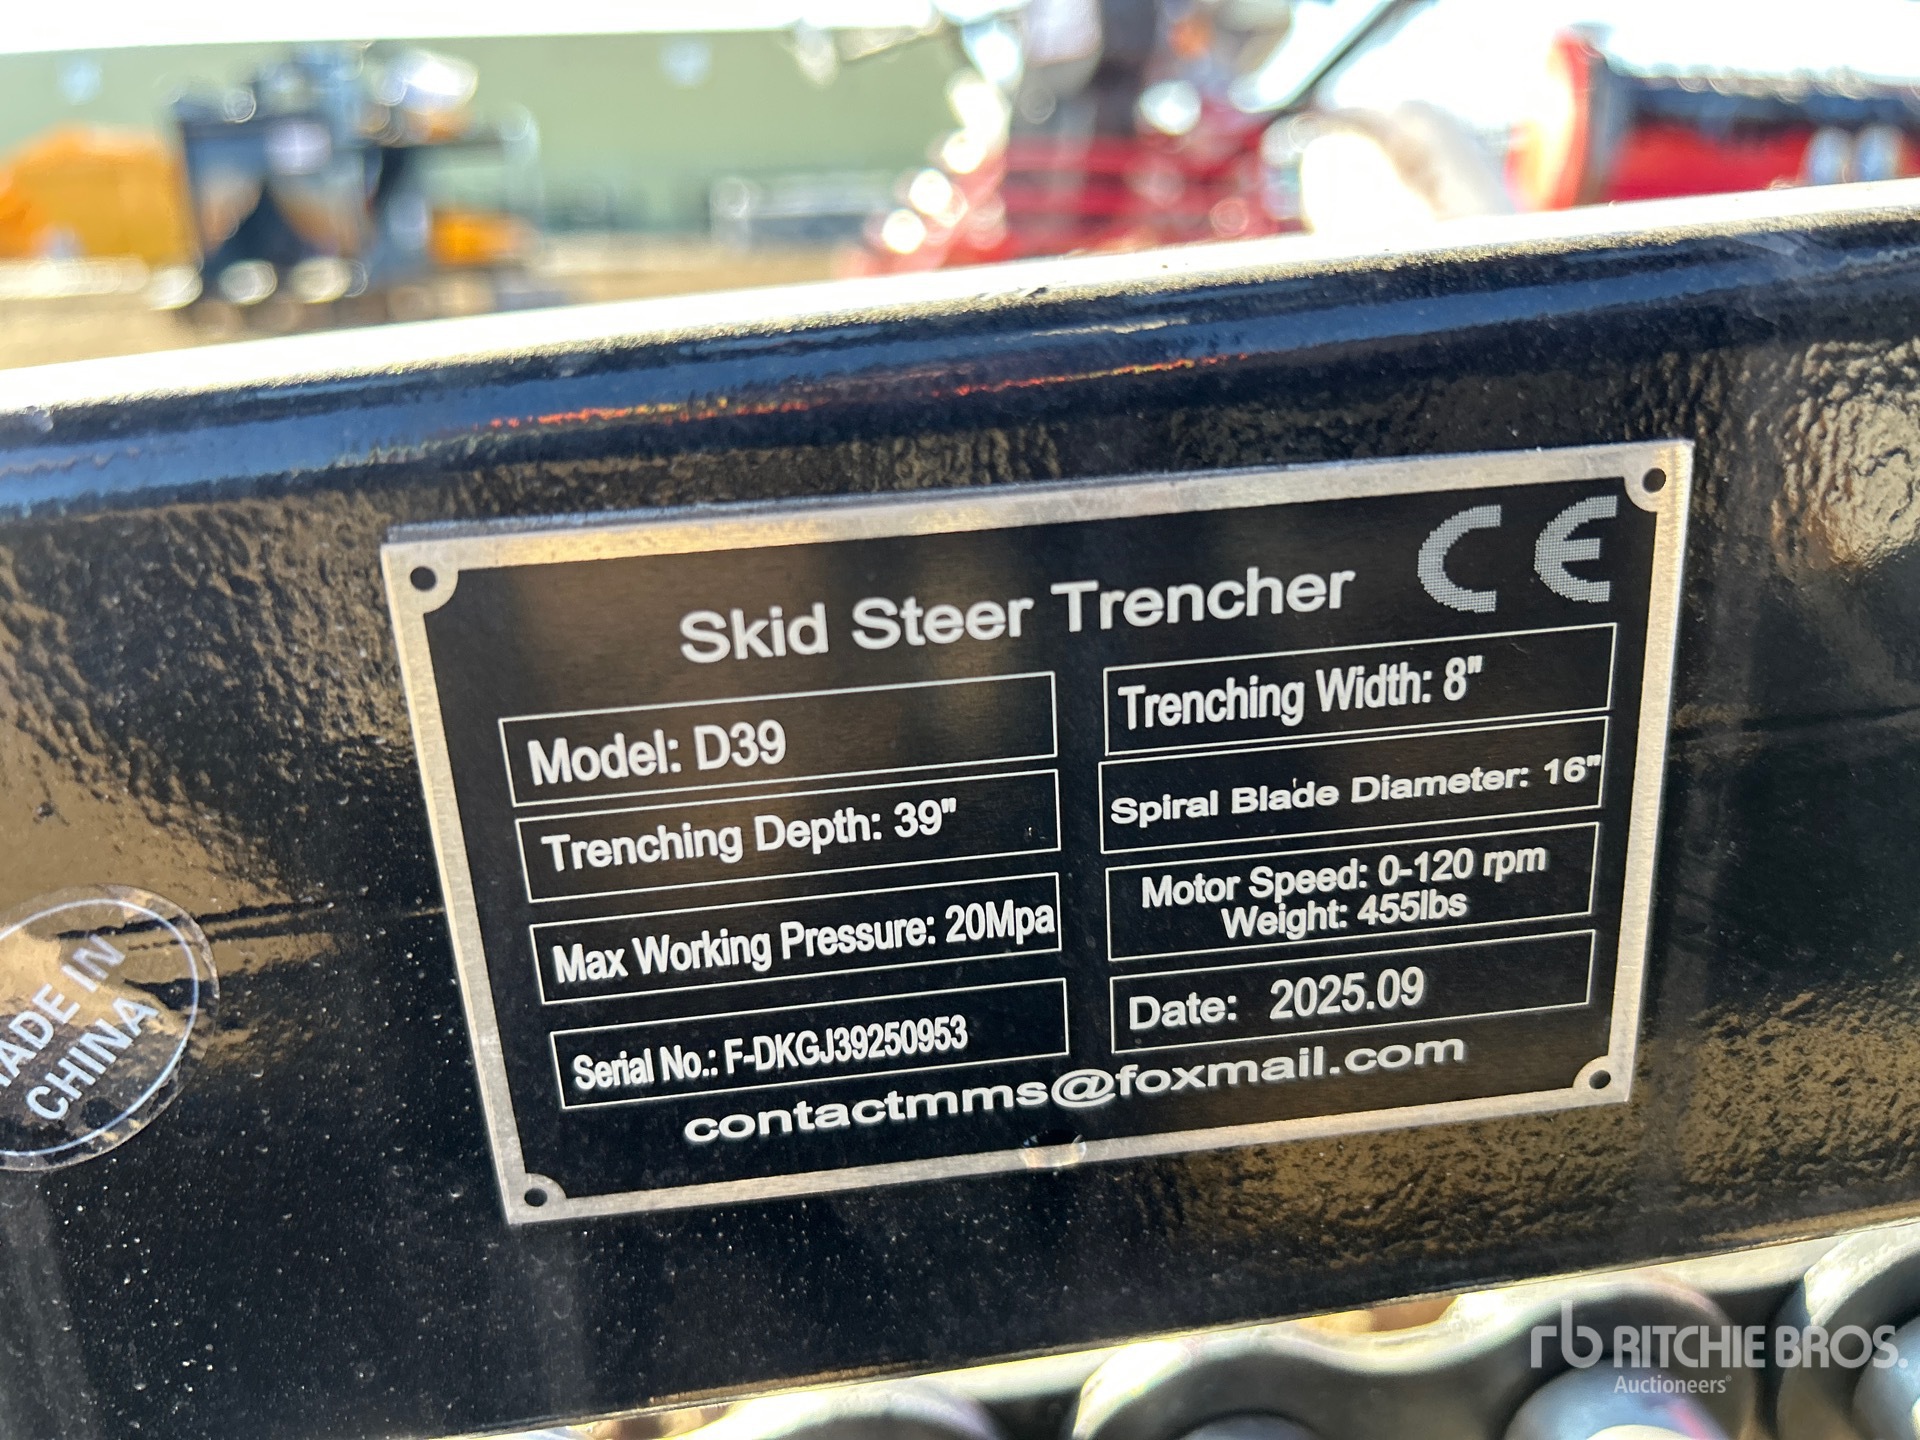 Skid Steer Trencher CE
Model: D39
Trenching Depth: 39"
Max Working Pressure: 20Mpa
Serial No.: F-DKGJ39250953
Trenching Width: 8"
Spiral Blade Diameter: 16"
Motor Speed: 0-120 rpm
Weight: 455lbs
Date: 2025.09
contactmms@foxmail.com
MADE IN
CHINA
rb RITCHIE BROS.
Auctioneers